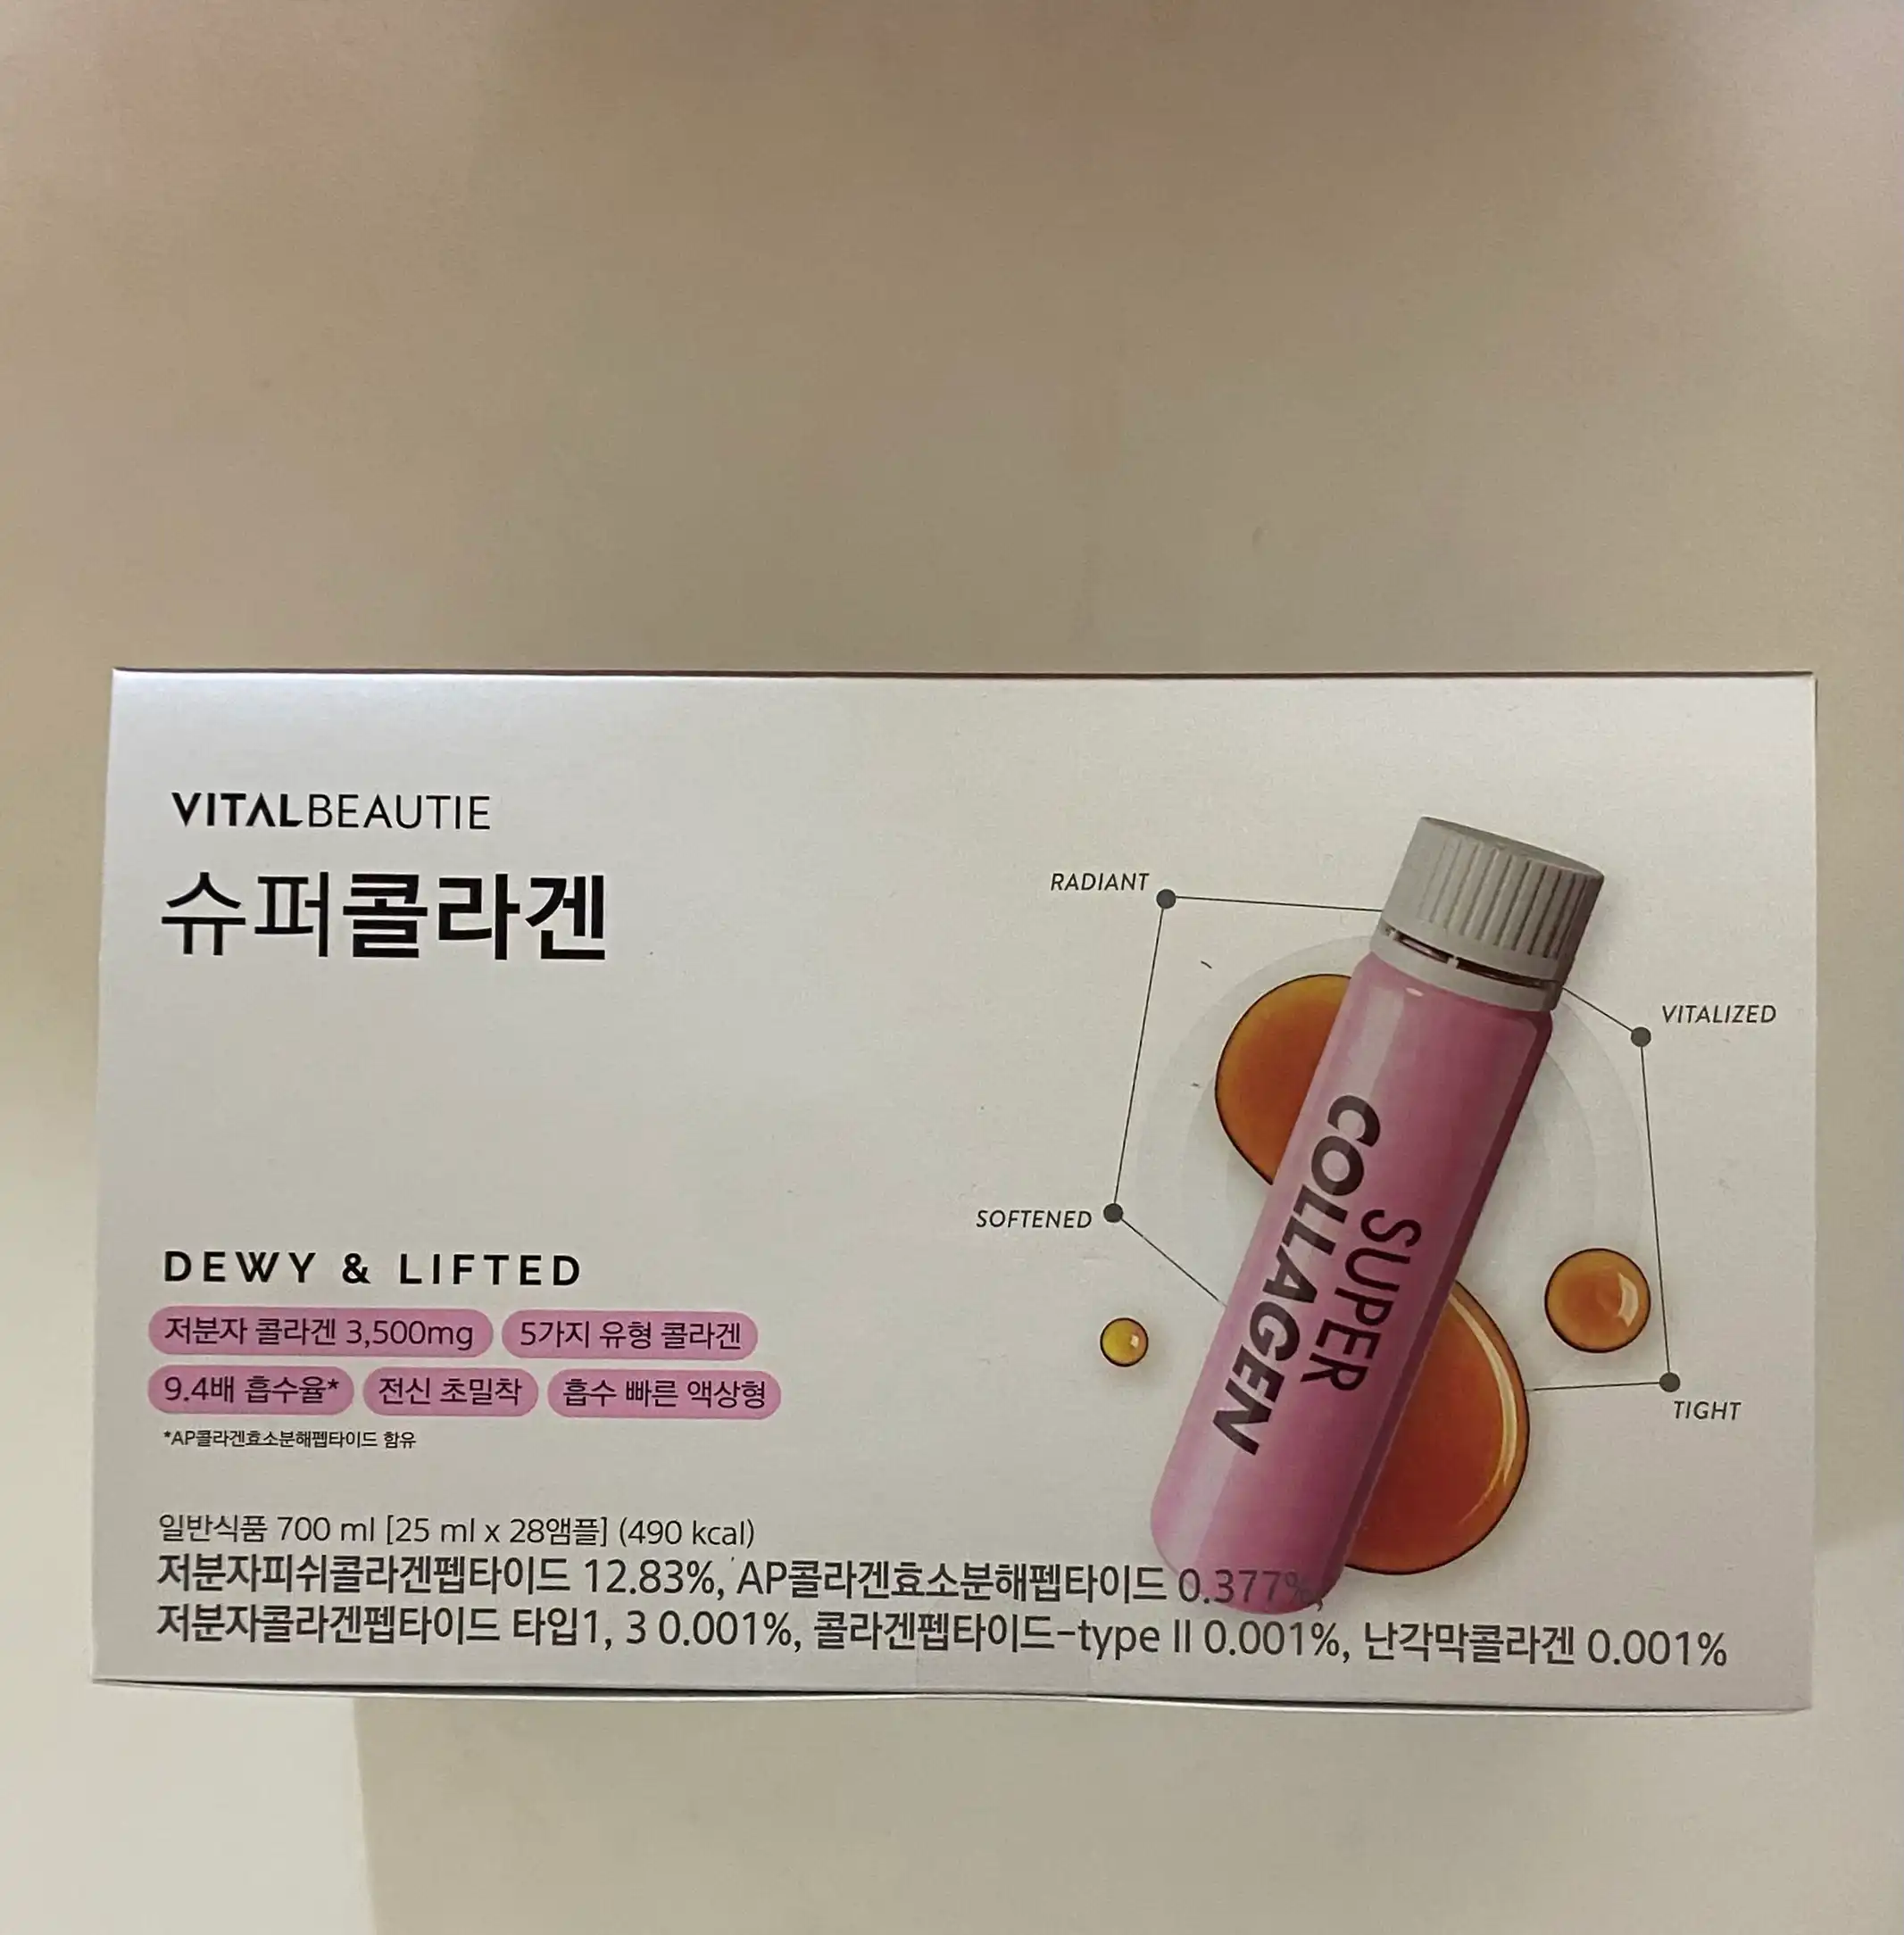 VITALBEAUTIE
슈퍼콜라겐
RADIANT
VITALIZED
SOFTENED
TIGHT
SUPER
COLLAGEN
DEWY & LIFTED
저분자 콜라겐 3,500mg 5가지 유형 콜라겐
9.4배 흡수율* 전신 초밀착 흡수 빠른 액상형
*AP콜라겐효소분해펩타이드 함유
일반식품 700 ml [25 ml x 28앰플] (490 kcal)
저분자피쉬콜라겐펩타이드 12.83%, AP콜라겐효소분해펩타이드 0.377%,
저분자콜라겐펩타이드 타입1, 3 0.001%, 콜라겐펩타이드-type II 0.001%, 난각막콜라겐 0.001%